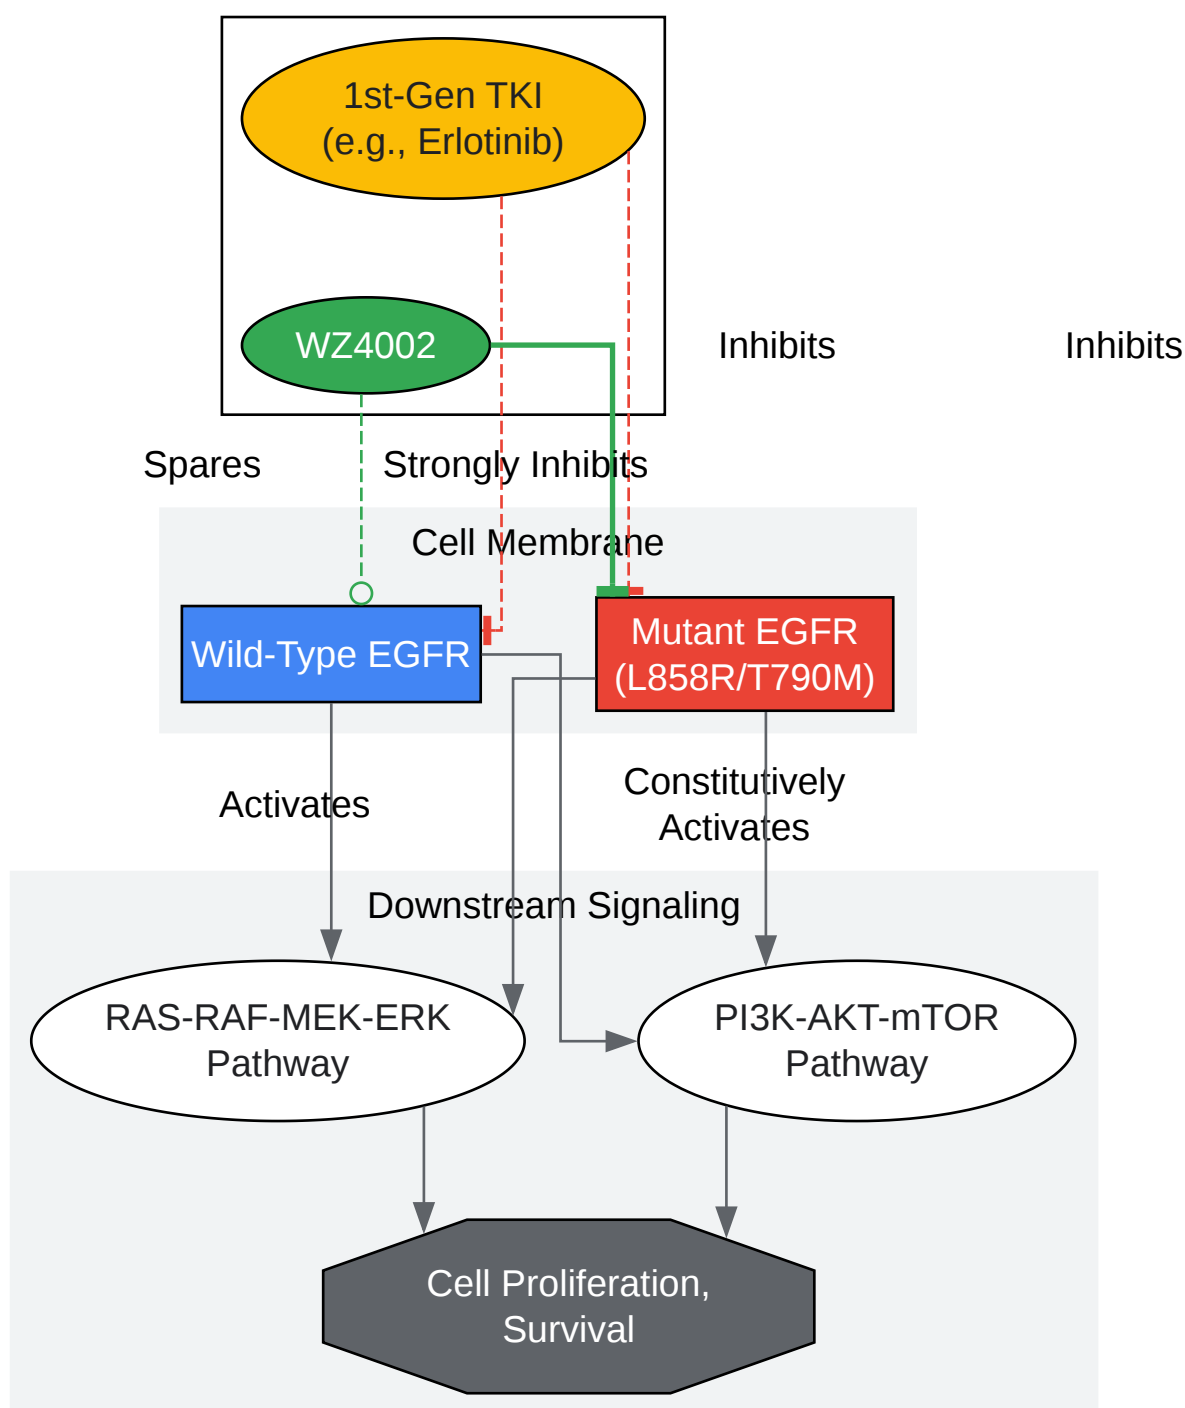 1st-Gen TKI
(e.g., Erlotinib)
WZ4002
Inhibits
Inhibits
Spares
Strongly Inhibits
Cell Membrane
Wild-Type EGFR
Mutant EGFR
(L858R/T790M)
Activates
Constitutively
Activates
Downstream Signaling
RAS-RAF-MEK-ERK
Pathway
PI3K-AKT-mTOR
Pathway
Cell Proliferation,
Survival